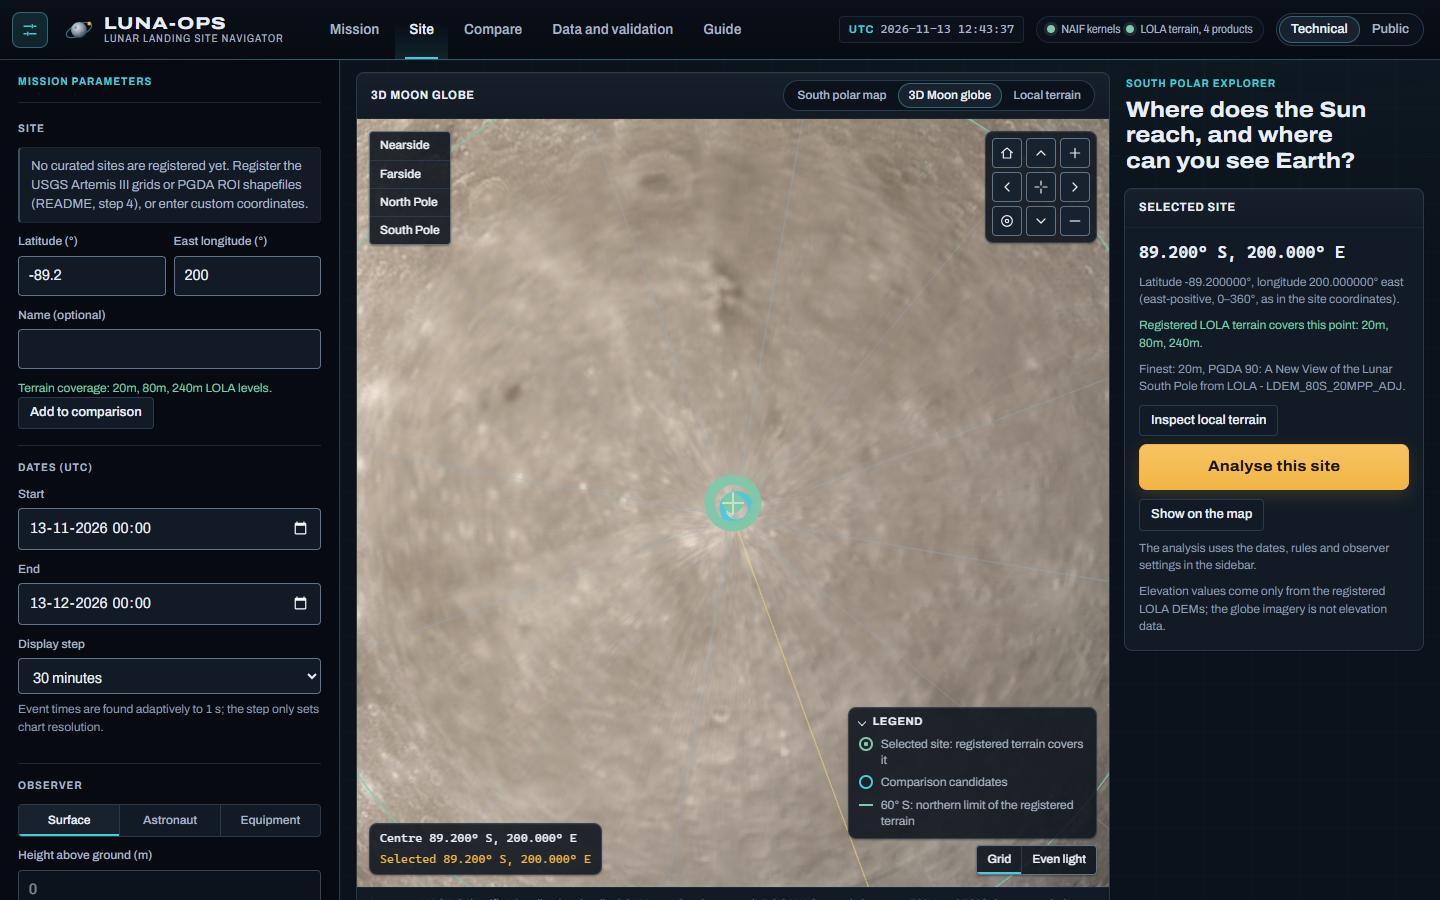 LUNA-OPS
LUNAR LANDING SITE NAVIGATOR
Mission
Site
Compare
Data and validation
Guide
UTC 2026-11-13 12:43:37
NAIF kernels
LOLA terrain, 4 products
Technical
Public
MISSION PARAMETERS
SITE
No curated sites are registered yet. Register the
USGS Artemis III grids or PGDA ROI shapefiles
(README, step 4), or enter custom coordinates.
Latitude (°)
East longitude (°)
-89.2
200
Name (optional)
Terrain coverage: 20m, 80m, 240m LOLA levels.
Add to comparison
DATES (UTC)
Start
13-11-2026 00:00
End
13-12-2026 00:00
Display step
30 minutes
Event times are found adaptively to 1 s; the step only sets
chart resolution.
OBSERVER
Surface
Astronaut
Equipment
Height above ground (m)
0
3D MOON GLOBE
South polar map
3D Moon globe
Local terrain
Nearside
Farside
North Pole
South Pole
LEGEND
Selected site: registered terrain covers
it
Comparison candidates
60° S: northern limit of the registered
terrain
Centre 89.200° S, 200.000° E
Selected 89.200° S, 200.000° E
Grid
Even light
SOUTH POLAR EXPLORER
Where does the Sun
reach, and where
can you see Earth?
SELECTED SITE
89.200° S, 200.000° E
Latitude -89.200000°, longitude 200.000000° east
(east-positive, 0–360°, as in the site coordinates).
Registered LOLA terrain covers this point: 20m,
80m, 240m.
Finest: 20m, PGDA 90: A New View of the Lunar
South Pole from LOLA - LDEM_80S_20MPP_ADJ.
Inspect local terrain
Analyse this site
Show on the map
The analysis uses the dates, rules and observer
settings in the sidebar.
Elevation values come only from the registered
LOLA DEMs; the globe imagery is not elevation
data.